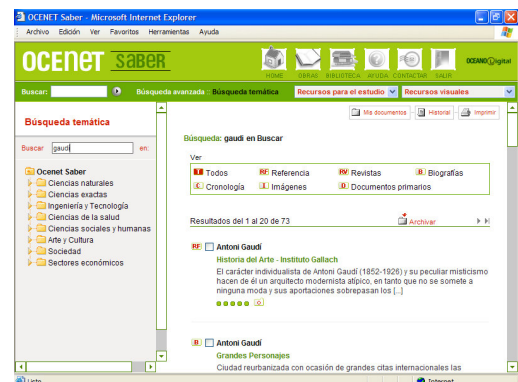 OCENET Saber - Microsoft Internet Explorer
Archivo Edición Ver Favoritos Herramientas Ayuda
OCENET SABER
HOME OBRAS BIBLIOTECA AYUDA CONTACTAR SALIR
OCEANO Digital
Buscar: Búsqueda avanzada :: Búsqueda temática Recursos para el estudio Recursos visuales
Mis documentos Historial Imprimir
Búsqueda temática
Buscar gaudi en:
Ocenet Saber
Ciencias naturales
Ciencias exactas
Ingeniería y Tecnología
Ciencias de la salud
Ciencias sociales y humanas
Arte y Cultura
Sociedad
Sectores económicos
Búsqueda: gaudi en Buscar
Ver
T Todos RF Referencia RV Revistas B Biografías
C Cronología I Imágenes D Documentos primarios
Resultados del 1 al 20 de 73 Archivar
RF Antoni Gaudí
Historia del Arte - Instituto Gallach
El carácter individualista de Antoni Gaudí (1852-1926) y su peculiar misticismo
hacen de él un arquitecto modernista atípico, en tanto que no se somete a
ninguna moda y sus aportaciones sobrepasan los [...]
B Antoni Gaudí
Grandes Personajes
Ciudad reurbanizada con ocasión de grandes citas internacionales las
Listo Internet